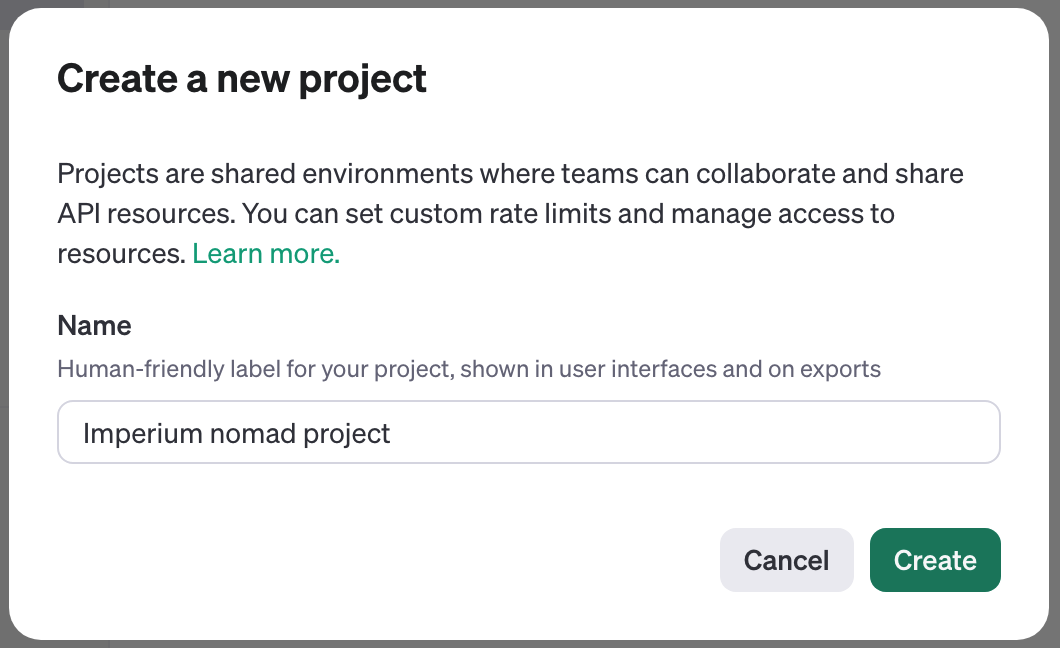 Create a new project
Projects are shared environments where teams can collaborate and share
API resources. You can set custom rate limits and manage access to
resources. Learn more.
Name
Human-friendly label for your project, shown in user interfaces and on exports
Imperium nomad project
Cancel
Create